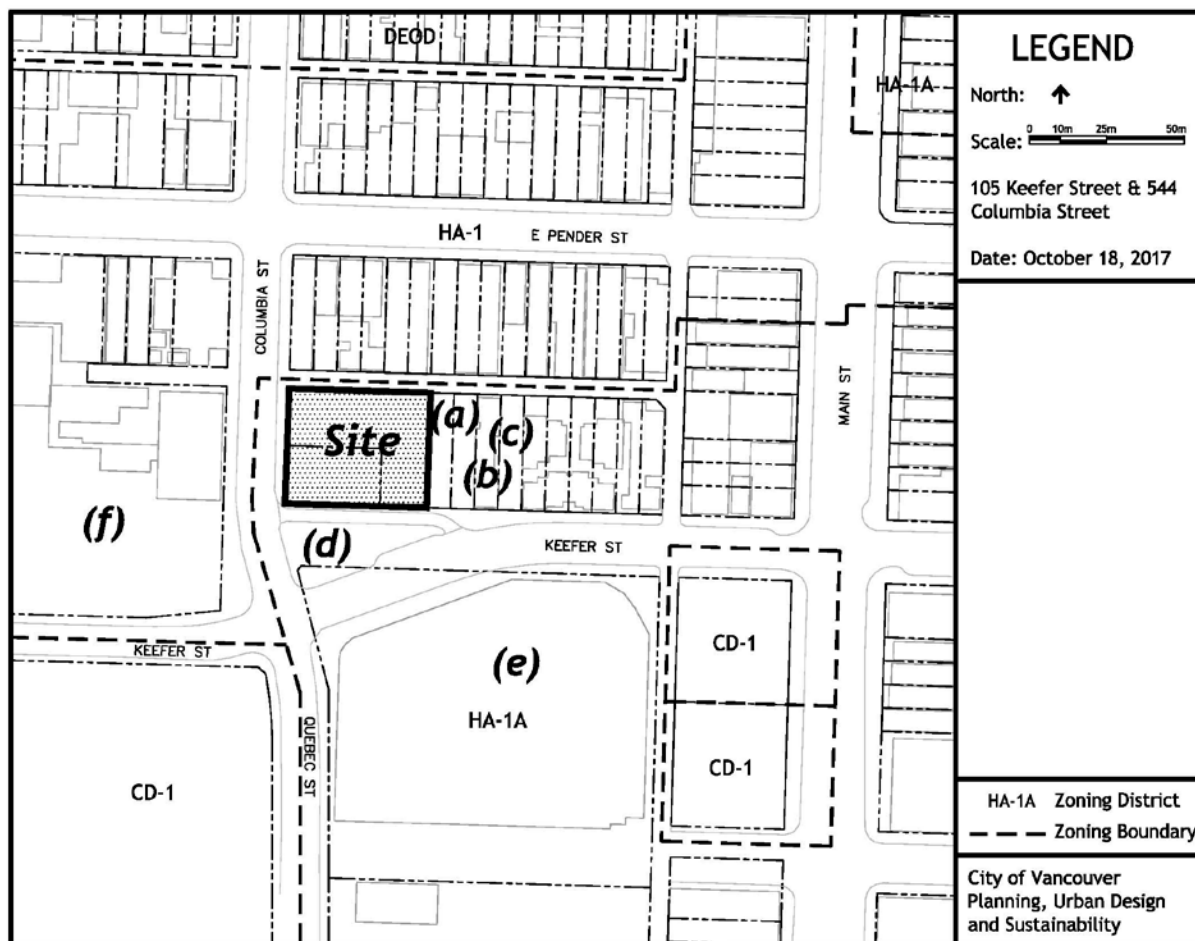 DEOD
HA-1A
HA-1
E PENDER ST
COLUMBIA ST
MAIN ST
Site
(a)
(c)
(b)
(d)
(f)
KEEFER ST
KEEFER ST
(e)
HA-1A
CD-1
CD-1
QUEBEC ST
CD-1
LEGEND
North:
Scale:
0 10m 25m 50m
105 Keefer Street & 544
Columbia Street
Date: October 18, 2017
HA-1A Zoning District
Zoning Boundary
City of Vancouver
Planning, Urban Design
and Sustainability